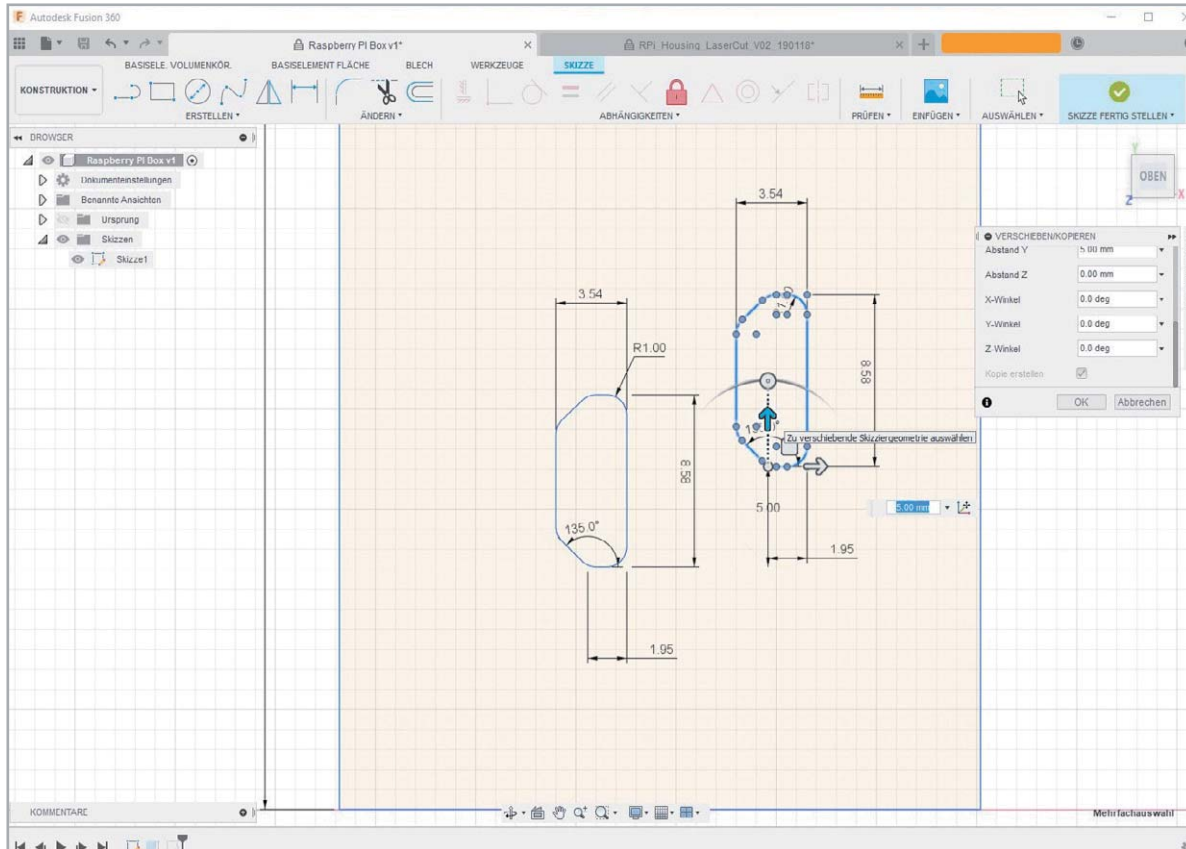 Autodesk Fusion 360
Raspberry PI Box v1*
RPi_Housing_LaserCut_V02_190118*
BASISELE. VOLUMENKÖR.
BASISELEMENT FLÄCHE
BLECH
WERKZEUGE
SKIZZE
KONSTRUKTION
ERSTELLEN
ÄNDERN
ABHÄNGIGKEITEN
PRÜFEN
EINFÜGEN
AUSWÄHLEN
SKIZZE FERTIG STELLEN
BROWSER
Raspberry PI Box v1
Dokumenteinstellungen
Benannte Ansichten
Ursprung
Skizzen
Skizze1
Y
OBEN
Z
X
VERSCHIEBEN/KOPIEREN
Abstand Y 5.00 mm
Abstand Z 0.00 mm
X-Winkel 0.0 deg
Y-Winkel 0.0 deg
Z Winkel 0.0 deg
Kopie erstellen
OK Abbrechen
3.54
8.58
Zu verschiebende Skizziergeometrie auswählen
5.00
5.00 mm
1.95
3.54
R1.00
8.58
135.0°
1.95
KOMMENTARE
Mehrfachauswahl